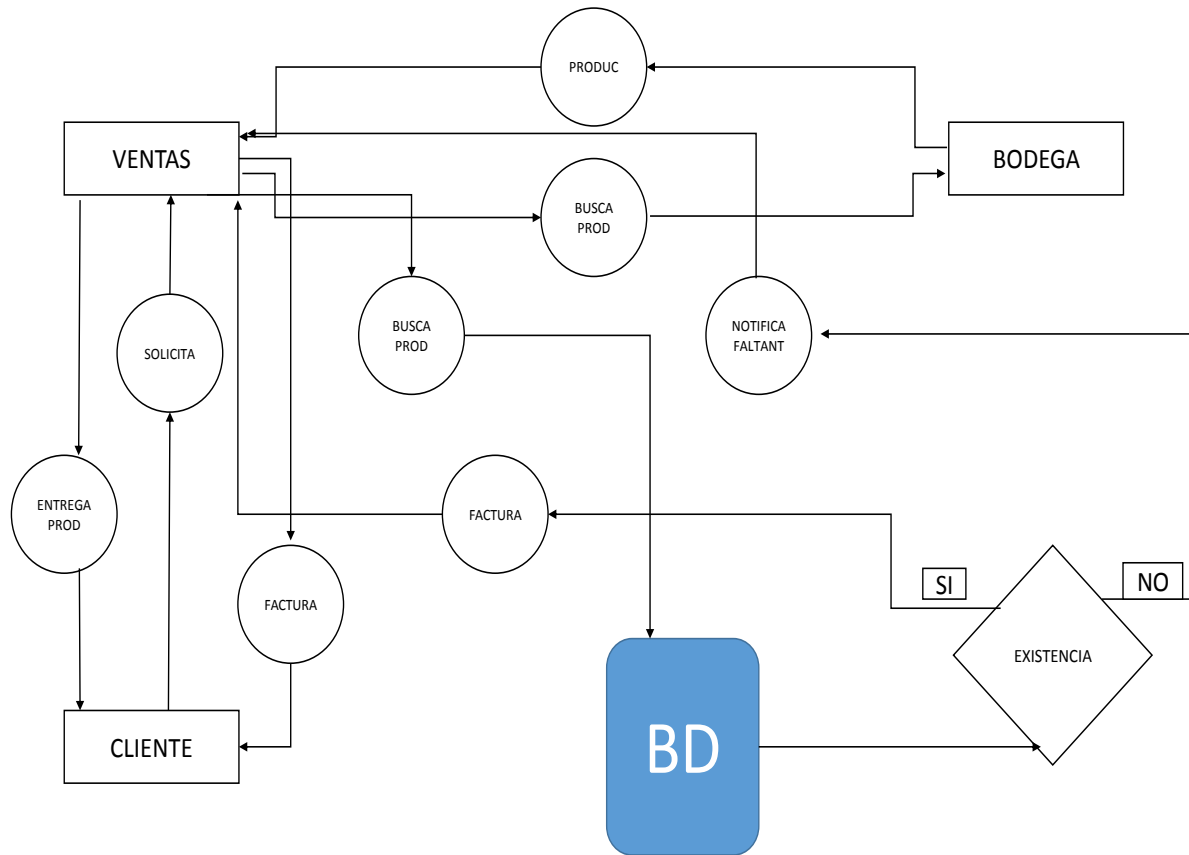 PRODUC
VENTAS
BODEGA
BUSCA
PROD
BUSCA
PROD
NOTIFICA
FALTANT
SOLICITA
ENTREGA
PROD
FACTURA
FACTURA
SI
NO
EXISTENCIA
CLIENTE
BD